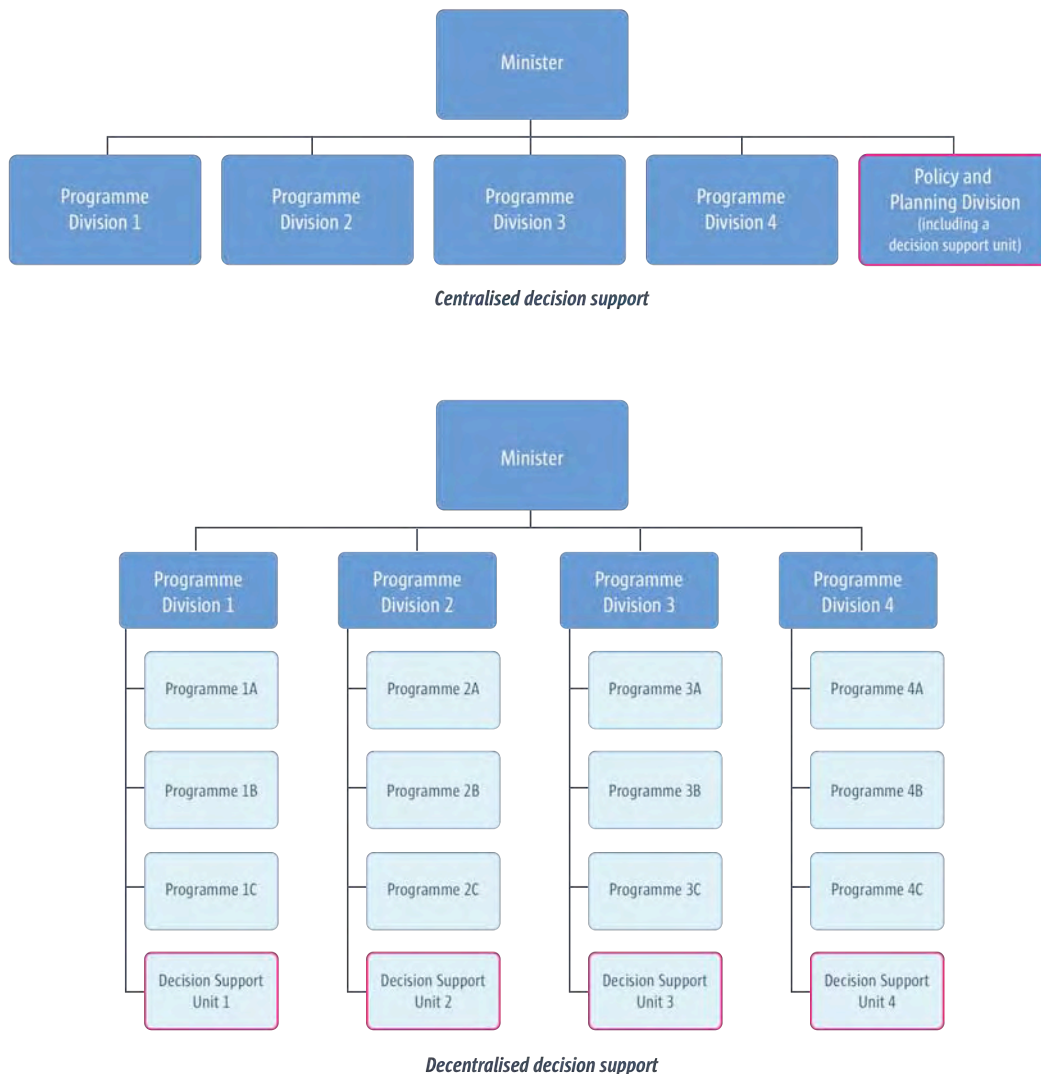 Minister
Programme
Division 1
Programme
Division 2
Programme
Division 3
Programme
Division 4
Policy and
Planning Division
(including a
decision support unit)
Centralised decision support
Minister
Programme
Division 1
Programme
Division 2
Programme
Division 3
Programme
Division 4
Programme 1A
Programme 2A
Programme 3A
Programme 4A
Programme 1B
Programme 2B
Programme 3B
Programme 4B
Programme 1C
Programme 2C
Programme 3C
Programme 4C
Decision Support
Unit 1
Decision Support
Unit 2
Decision Support
Unit 3
Decision Support
Unit 4
Decentralised decision support